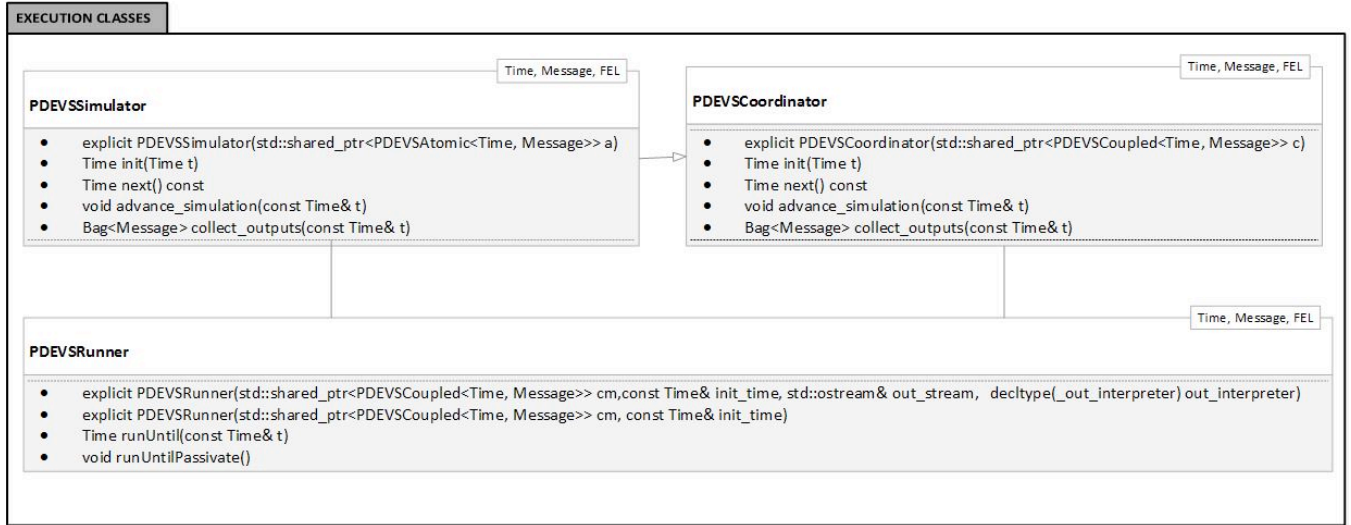 EXECUTION CLASSES
Time, Message, FEL
PDEVSSimulator
• explicit PDEVSSimulator(std::shared_ptr<PDEVSAtomic<Time, Message>> a)
• Time init(Time t)
• Time next() const
• void advance_simulation(const Time& t)
• Bag<Message> collect_outputs(const Time& t)
Time, Message, FEL
PDEVSCoordinator
• explicit PDEVSCoordinator(std::shared_ptr<PDEVSCoupled<Time, Message>> c)
• Time init(Time t)
• Time next() const
• void advance_simulation(const Time& t)
• Bag<Message> collect_outputs(const Time& t)
Time, Message, FEL
PDEVSRunner
• explicit PDEVSRunner(std::shared_ptr<PDEVSCoupled<Time, Message>> cm,const Time& init_time, std::ostream& out_stream, decltype(_out_interpreter) out_interpreter)
• explicit PDEVSRunner(std::shared_ptr<PDEVSCoupled<Time, Message>> cm, const Time& init_time)
• Time runUntil(const Time& t)
• void runUntilPassivate()